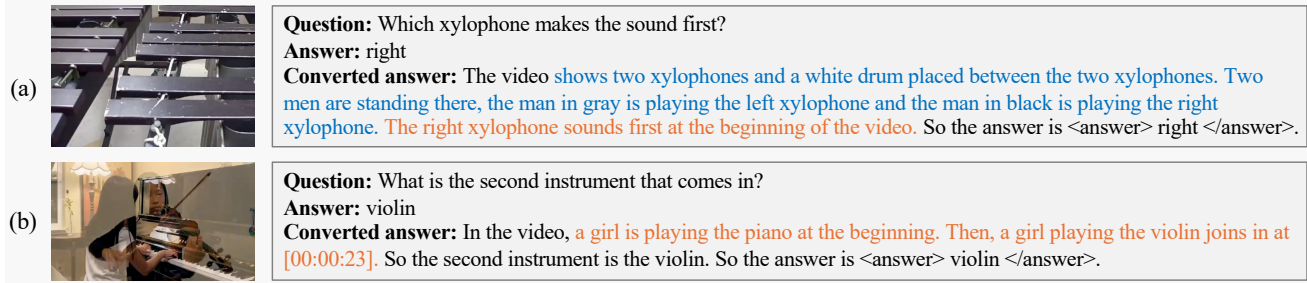 (a)
Question: Which xylophone makes the sound first?
Answer: right
Converted answer: The video shows two xylophones and a white drum placed between the two xylophones. Two
men are standing there, the man in gray is playing the left xylophone and the man in black is playing the right
xylophone. The right xylophone sounds first at the beginning of the video. So the answer is <answer> right </answer>.
(b)
Question: What is the second instrument that comes in?
Answer: violin
Converted answer: In the video, a girl is playing the piano at the beginning. Then, a girl playing the violin joins in at
[00:00:23]. So the second instrument is the violin. So the answer is <answer> violin </answer>.